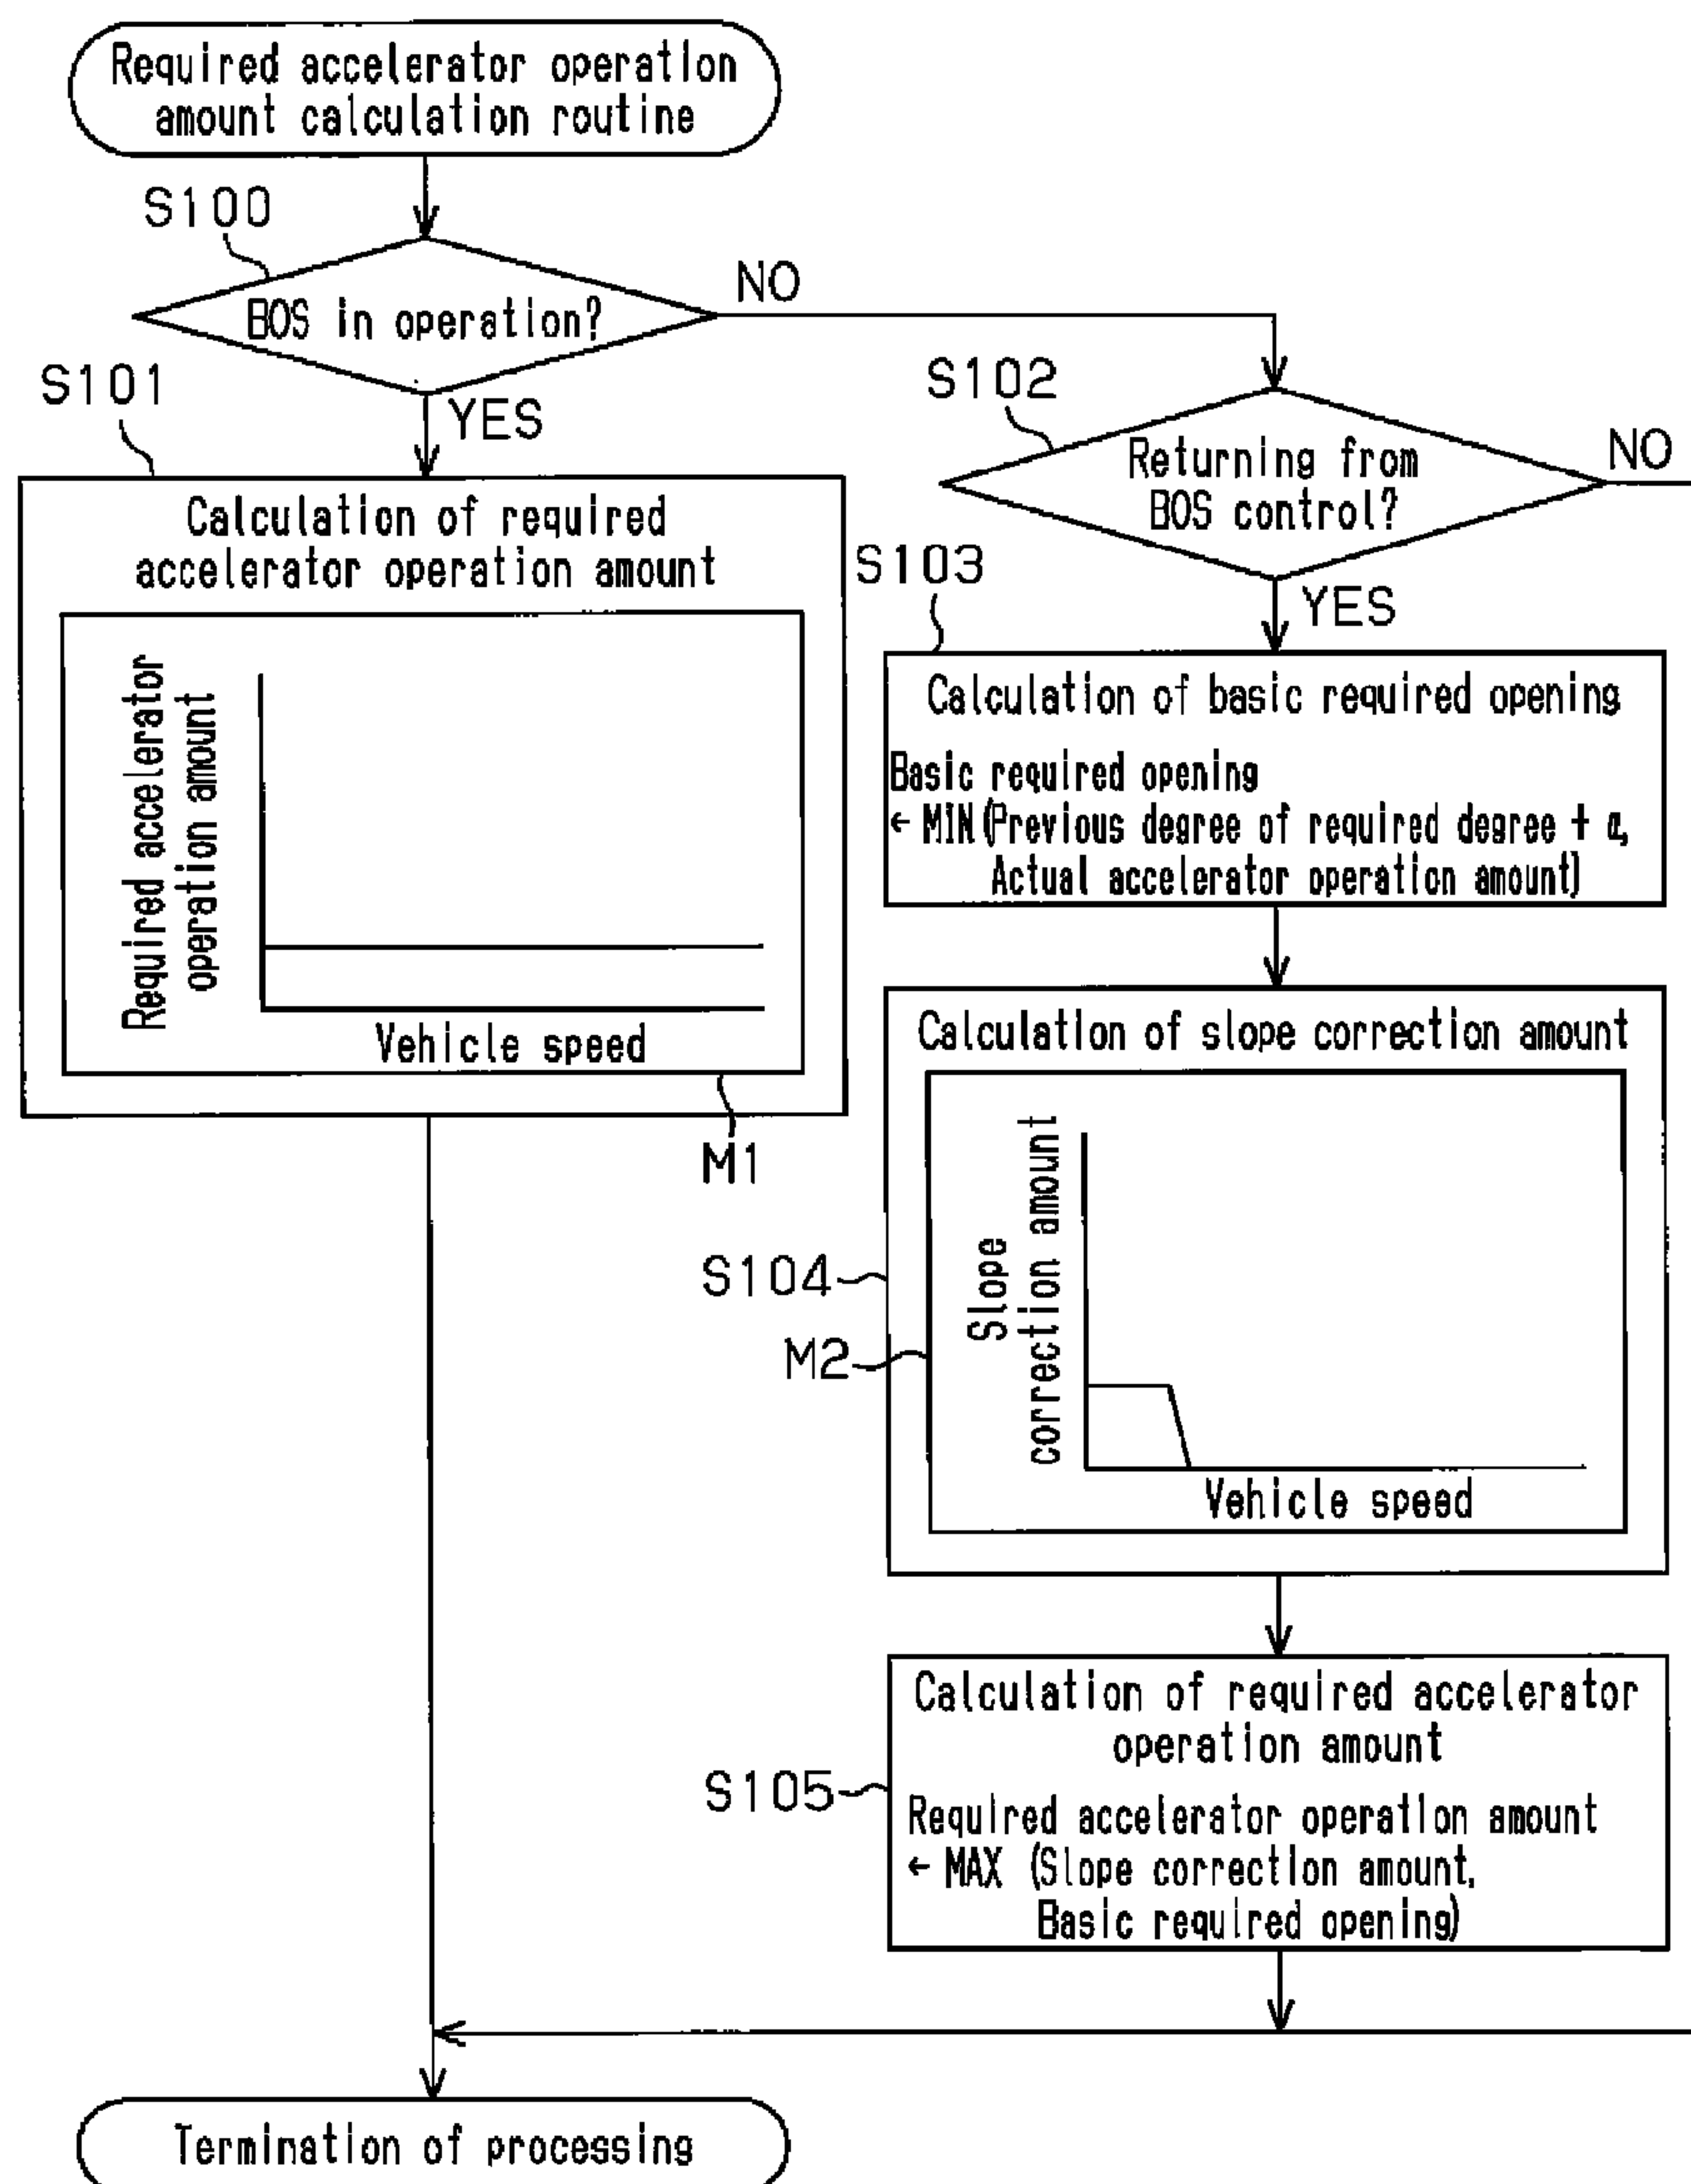 Required accelerator operation
amount calculation routine
S100
BOS in operation?
NO
YES
S101
Calculation of required
accelerator operation amount
Required accelerator
operation amount
Vehicle speed
M1
S102
Returning from
BOS control?
NO
YES
S103
Calculation of basic required opening
Basic required opening
← MIN (Previous degree of required degree + α,
Actual accelerator operation amount)
Calculation of slope correction amount
S104
M2
Slope
correction amount
Vehicle speed
Calculation of required accelerator
operation amount
S105
Required accelerator operation amount
← MAX (Slope correction amount,
Basic required opening)
Termination of processing